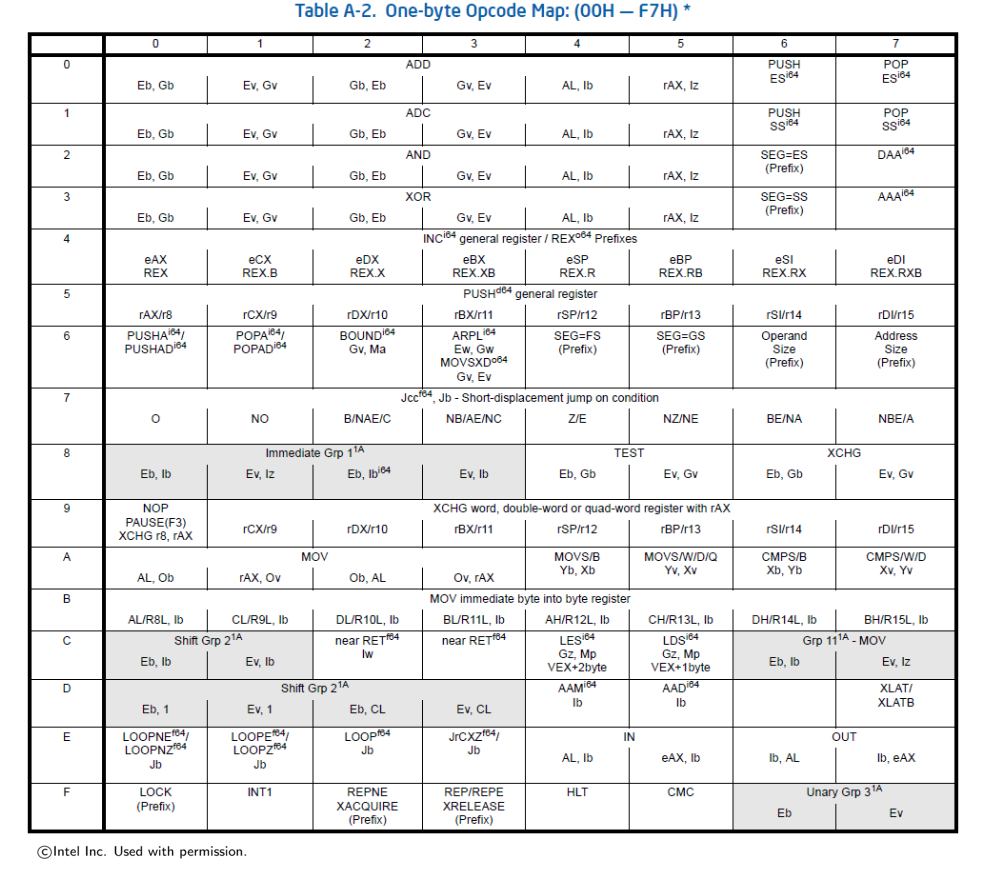 Table A-2. One-byte Opcode Map: (00H — F7H) *
0 1 2 3 4 5 6 7
0 ADD PUSH POP
ES^i64 ES^i64
Eb, Gb Ev, Gv Gb, Eb Gv, Ev AL, Ib rAX, Iz
1 ADC PUSH POP
SS^i64 SS^i64
Eb, Gb Ev, Gv Gb, Eb Gv, Ev AL, Ib rAX, Iz
2 AND SEG=ES DAA^i64
(Prefix)
Eb, Gb Ev, Gv Gb, Eb Gv, Ev AL, Ib rAX, Iz
3 XOR SEG=SS AAA^i64
(Prefix)
Eb, Gb Ev, Gv Gb, Eb Gv, Ev AL, Ib rAX, Iz
4 INC^i64 general register / REX^o64 Prefixes
eAX eCX eDX eBX eSP eBP eSI eDI
REX REX.B REX.X REX.XB REX.R REX.RB REX.RX REX.RXB
5 PUSH^d64 general register
rAX/r8 rCX/r9 rDX/r10 rBX/r11 rSP/r12 rBP/r13 rSI/r14 rDI/r15
6 PUSHA^i64/ POPA^i64/ BOUND^i64 ARPL^i64 SEG=FS SEG=GS Operand Address
PUSHAD^i64 POPAD^i64 Gv, Ma Ew, Gw (Prefix) (Prefix) Size Size
MOVSXD^o64 (Prefix) (Prefix)
Gv, Ev
7 Jcc^f64, Jb - Short-displacement jump on condition
O NO B/NAE/C NB/AE/NC Z/E NZ/NE BE/NA NBE/A
8 Immediate Grp 1^1A TEST XCHG
Eb, Ib Ev, Iz Eb, Ib^i64 Ev, Ib Eb, Gb Ev, Gv Eb, Gb Ev, Gv
9 NOP XCHG word, double-word or quad-word register with rAX
PAUSE(F3)
XCHG r8, rAX rCX/r9 rDX/r10 rBX/r11 rSP/r12 rBP/r13 rSI/r14 rDI/r15
A MOV MOVS/B MOVS/W/D/Q CMPS/B CMPS/W/D
Yb, Xb Yv, Xv Xb, Yb Xv, Yv
AL, Ob rAX, Ov Ob, AL Ov, rAX
B MOV immediate byte into byte register
AL/R8L, Ib CL/R9L, Ib DL/R10L, Ib BL/R11L, Ib AH/R12L, Ib CH/R13L, Ib DH/R14L, Ib BH/R15L, Ib
C Shift Grp 2^1A near RET^f64 near RET^f64 LES^i64 LDS^i64 Grp 11^1A - MOV
Iw Gz, Mp Gz, Mp
Eb, Ib Ev, Ib VEX+2byte VEX+1byte Eb, Ib Ev, Iz
D Shift Grp 2^1A AAM^i64 AAD^i64 XLAT/
Ib Ib XLATB
Eb, 1 Ev, 1 Eb, CL Ev, CL
E LOOPNE^f64/ LOOPE^f64/ LOOP^f64 JrCXZ^f64/ IN OUT
LOOPNZ^f64 LOOPZ^f64 Jb Jb
Jb Jb AL, Ib eAX, Ib Ib, AL Ib, eAX
F LOCK INT1 REPNE REP/REPE HLT CMC Unary Grp 3^1A
(Prefix) XACQUIRE XRELEASE
(Prefix) (Prefix) Eb Ev
©Intel Inc. Used with permission.